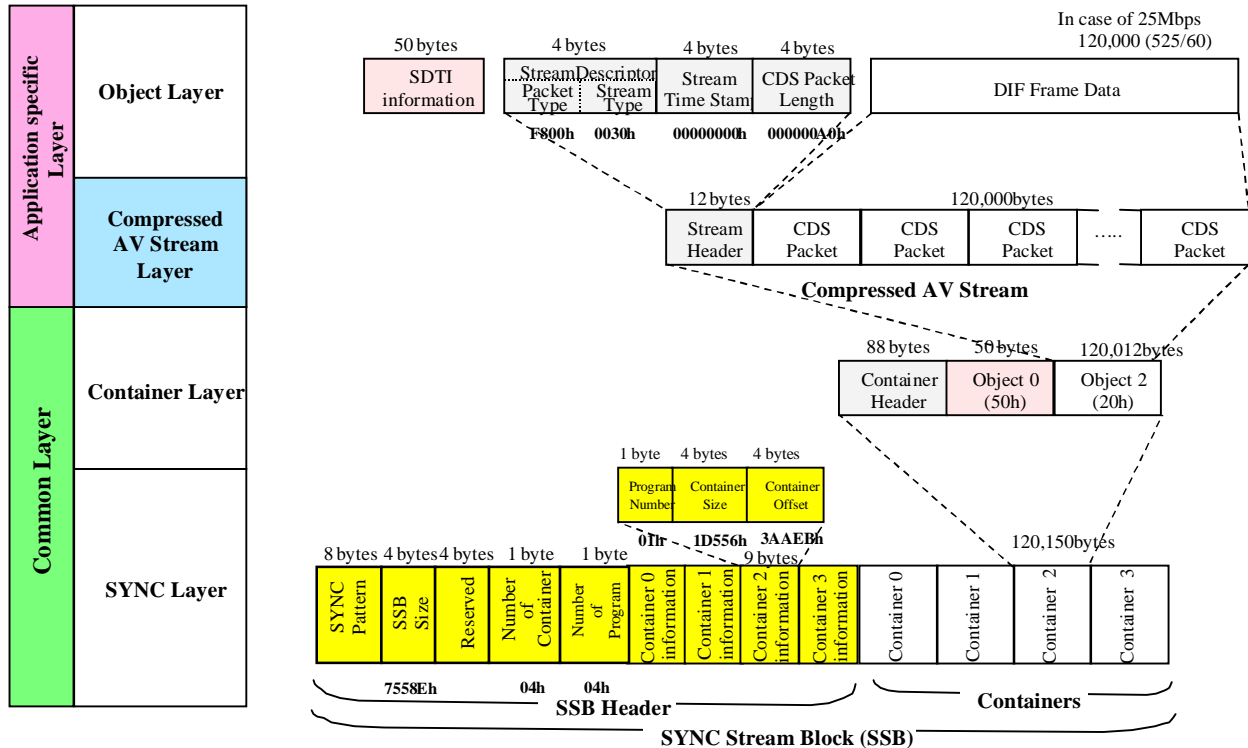 Application specific
Layer
Common Layer
Object Layer
Compressed
AV Stream
Layer
Container Layer
SYNC Layer
In case of 25Mbps
120,000 (525/60)
50 bytes
4 bytes
4 bytes
4 bytes
SDTI
information
StreamDescriptor
Packet
Type
Stream
Type
Stream
Time Stamp
CDS Packet
Length
DIF Frame Data
F800h
0030h
00000000h
000000A0h
12 bytes
120,000bytes
Stream
Header
CDS
Packet
CDS
Packet
CDS
Packet
.....
CDS
Packet
Compressed AV Stream
88 bytes
50 bytes
120,012bytes
Container
Header
Object 0
(50h)
Object 2
(20h)
1 byte
4 bytes
4 bytes
Program
Number
Container
Size
Container
Offset
01h
1D556h
3AAEBh
9 bytes
120,150bytes
8 bytes
4 bytes
4 bytes
1 byte
1 byte
SYNC
Pattern
SSB
Size
Reserved
Number
of
Container
Number
of
Program
Container 0
information
Container 1
information
Container 2
information
Container 3
information
Container 0
Container 1
Container 2
Container 3
7558Eh
04h
04h
SSB Header
Containers
SYNC Stream Block (SSB)